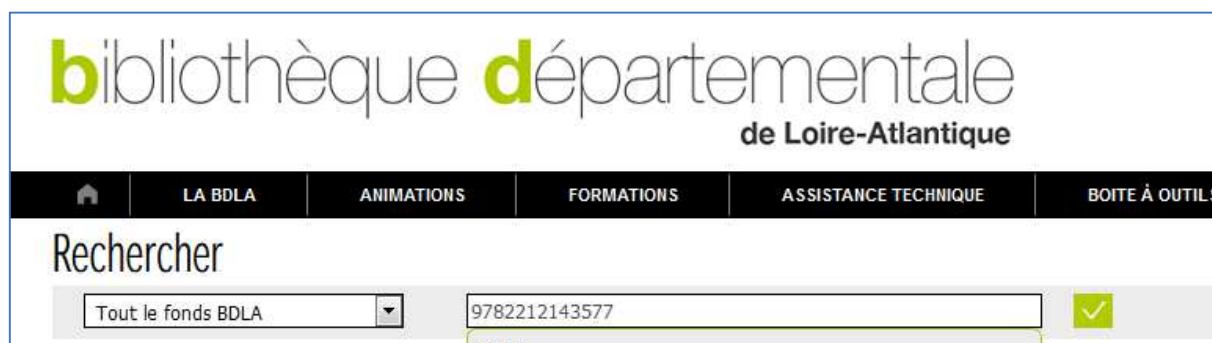 bibliothèque départementale
de Loire-Atlantique
LA BDLA ANIMATIONS FORMATIONS ASSISTANCE TECHNIQUE BOITE À OUTILS
Rechercher
Tout le fonds BDLA 9782212143577